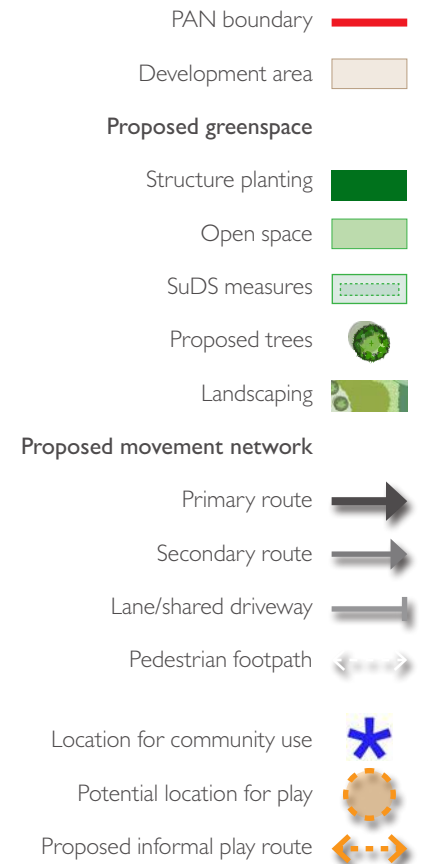 PAN boundary
Development area
Proposed greenspace
Structure planting
Open space
SuDS measures
Proposed trees
Landscaping
Proposed movement network
Primary route
Secondary route
Lane/shared driveway
Pedestrian footpath
Location for community use
Potential location for play
Proposed informal play route